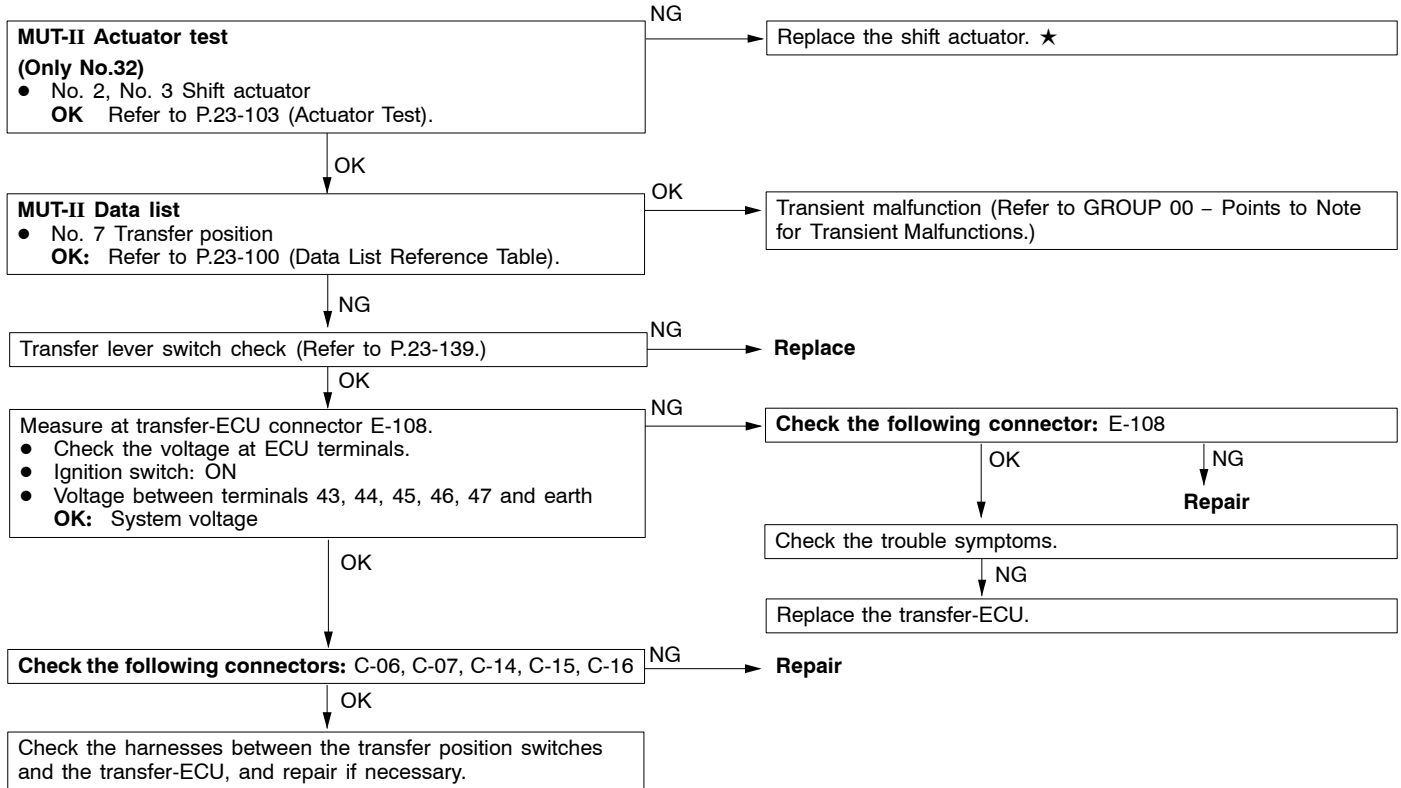 MUT-II Actuator test
(Only No.32)
● No. 2, No. 3 Shift actuator
OK Refer to P.23-103 (Actuator Test).
NG
Replace the shift actuator. ★
OK
MUT-II Data list
● No. 7 Transfer position
OK: Refer to P.23-100 (Data List Reference Table).
OK
Transient malfunction (Refer to GROUP 00 – Points to Note
for Transient Malfunctions.)
NG
Transfer lever switch check (Refer to P.23-139.)
NG
Replace
OK
Measure at transfer-ECU connector E-108.
● Check the voltage at ECU terminals.
● Ignition switch: ON
● Voltage between terminals 43, 44, 45, 46, 47 and earth
OK: System voltage
NG
Check the following connector: E-108
OK
NG
Repair
Check the trouble symptoms.
NG
Replace the transfer-ECU.
OK
Check the following connectors: C-06, C-07, C-14, C-15, C-16
NG
Repair
OK
Check the harnesses between the transfer position switches
and the transfer-ECU, and repair if necessary.